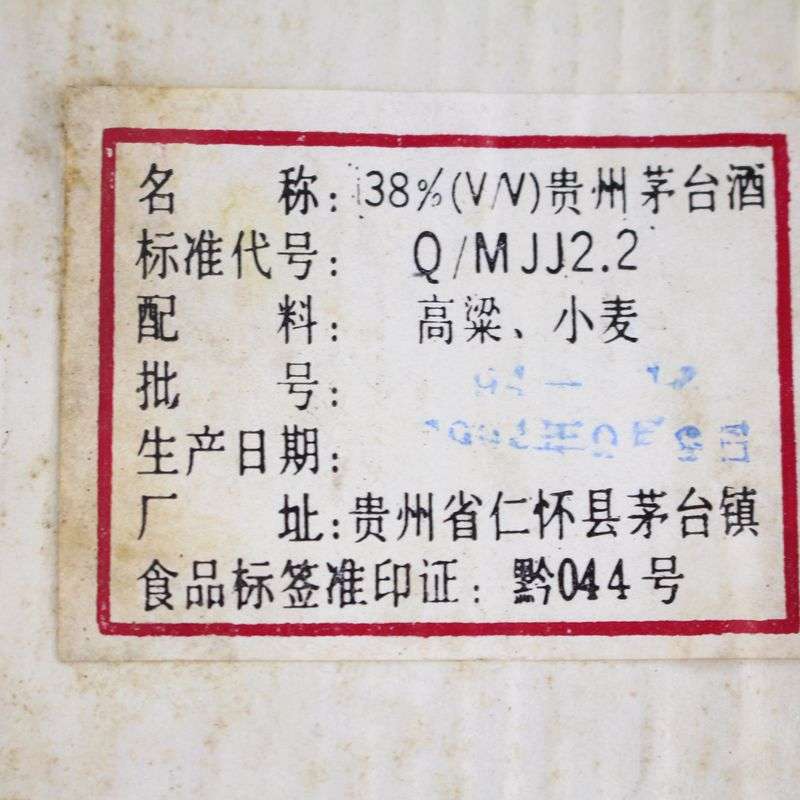 名称: 38%(V/V)贵州茅台酒
标准代号: Q/MJJ2.2
配料: 高粱、小麦
批号:
生产日期:
厂址:贵州省仁怀县茅台镇
食品标签准印证: 黔044号